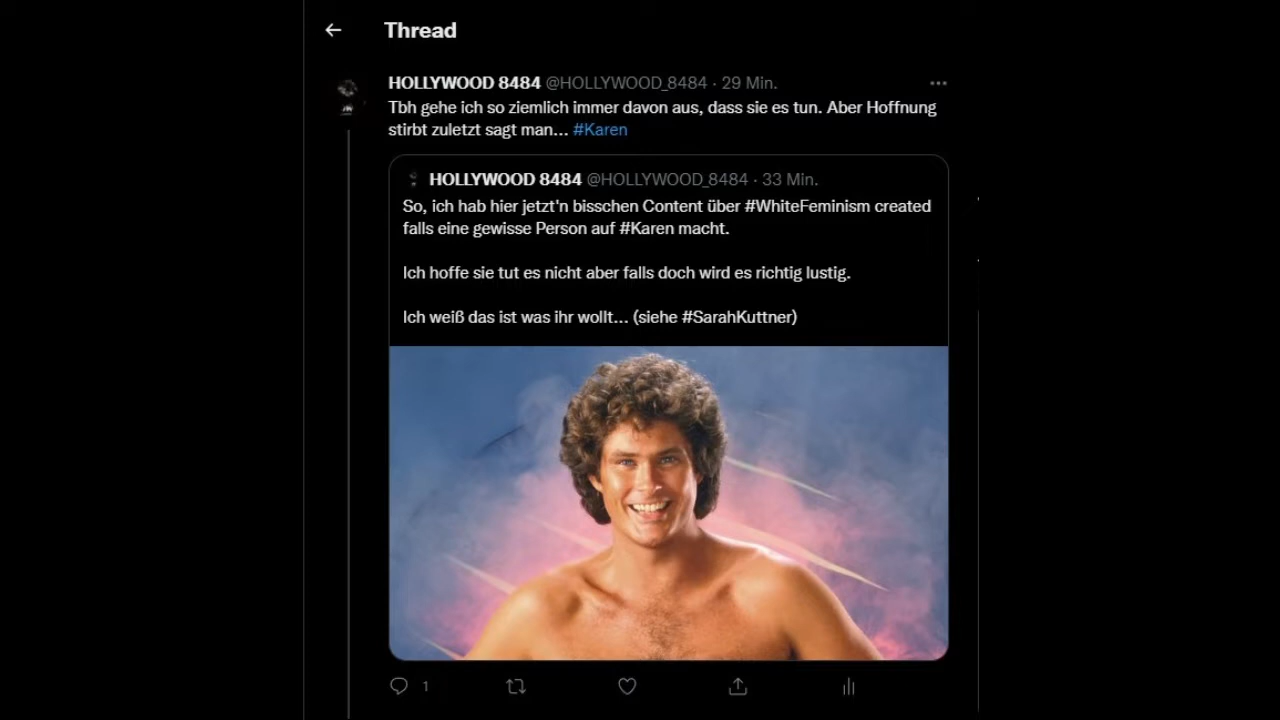 Thread
HOLLYWOOD 8484 @HOLLYWOOD_8484 · 29 Min.
Tbh gehe ich so ziemlich immer davon aus, dass sie es tun. Aber Hoffnung
stirbt zuletzt sagt man... #Karen
HOLLYWOOD 8484 @HOLLYWOOD_8484 · 33 Min.
So, ich hab hier jetzt'n bisschen Content über #WhiteFeminism created
falls eine gewisse Person auf #Karen macht.
Ich hoffe sie tut es nicht aber falls doch wird es richtig lustig.
Ich weiß das ist was ihr wollt... (siehe #SarahKuttner)
1